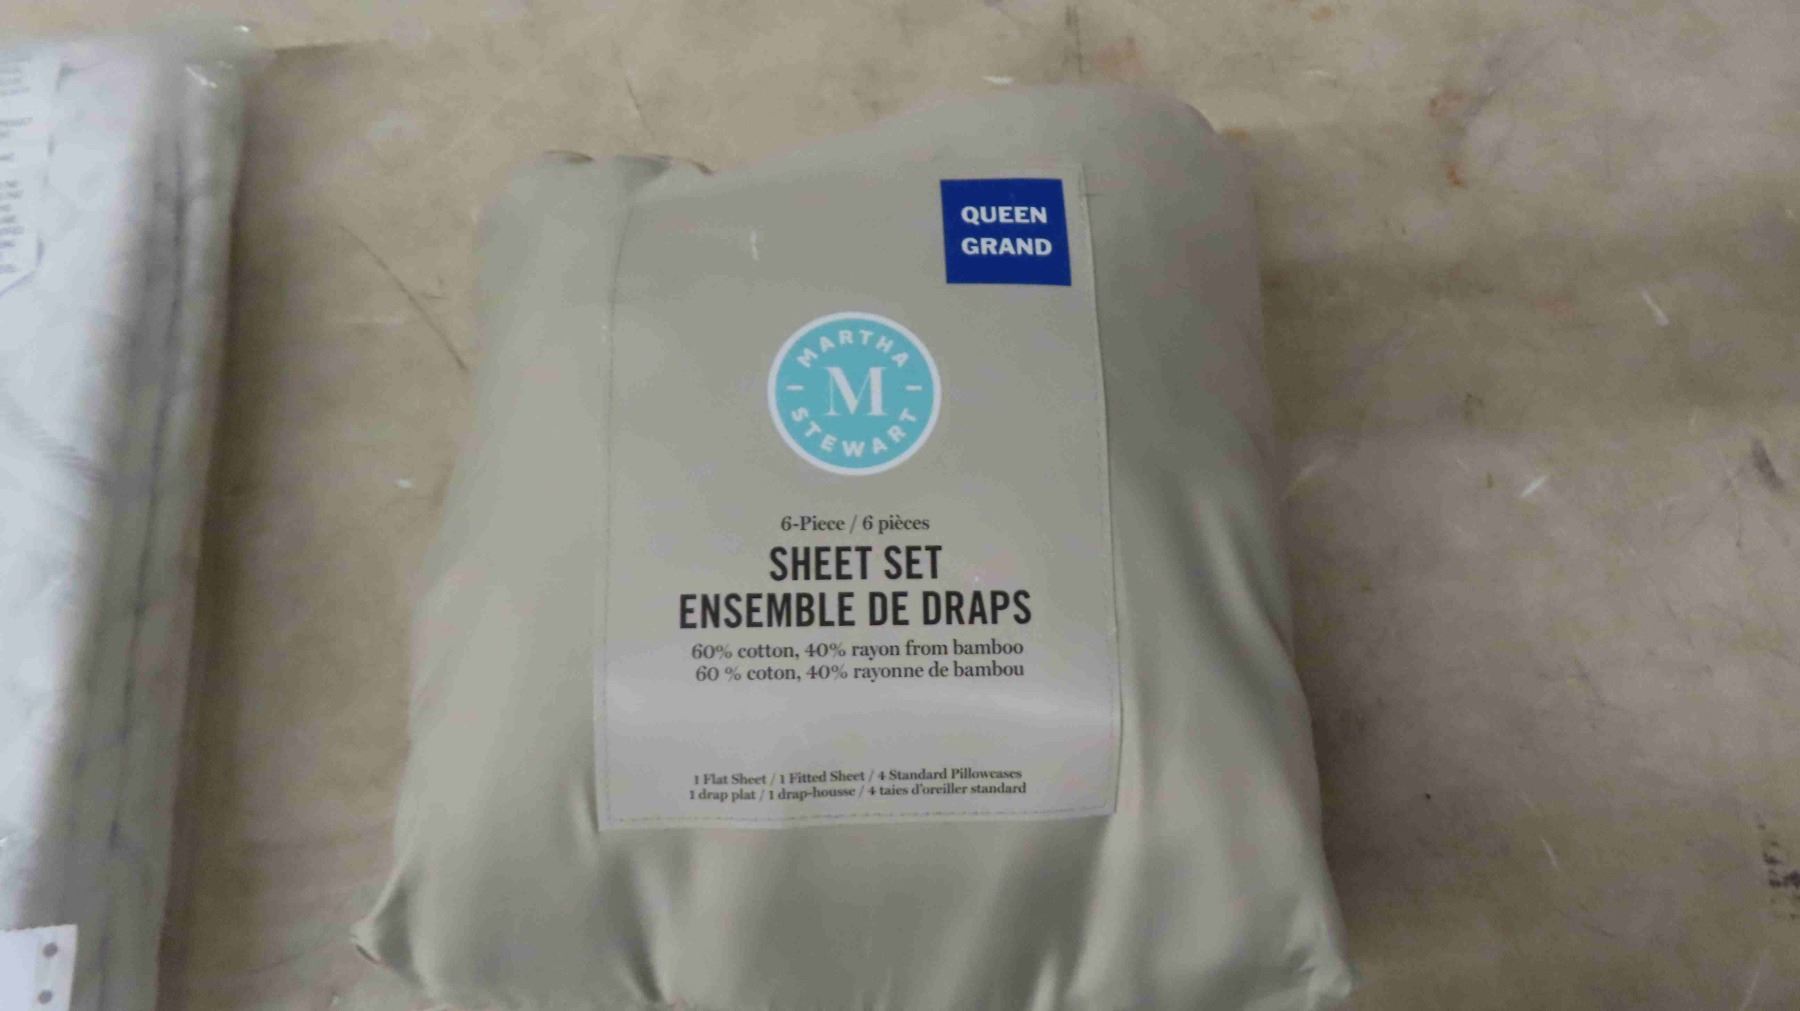 QUEEN
GRAND
MARTHA
M
STEWART
6-Piece / 6 pièces
SHEET SET
ENSEMBLE DE DRAPS
60% cotton, 40% rayon from bamboo
60 % coton, 40% rayonne de bambou
1 Flat Sheet / 1 Fitted Sheet / 4 Standard Pillowcases
1 drap plat / 1 drap-housse / 4 taies d'oreiller standard